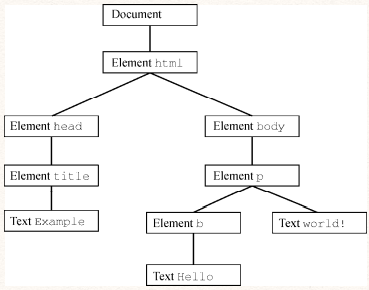 Document
Element html
Element head
Element body
Element title
Element p
Text Example
Element b
Text world!
Text Hello